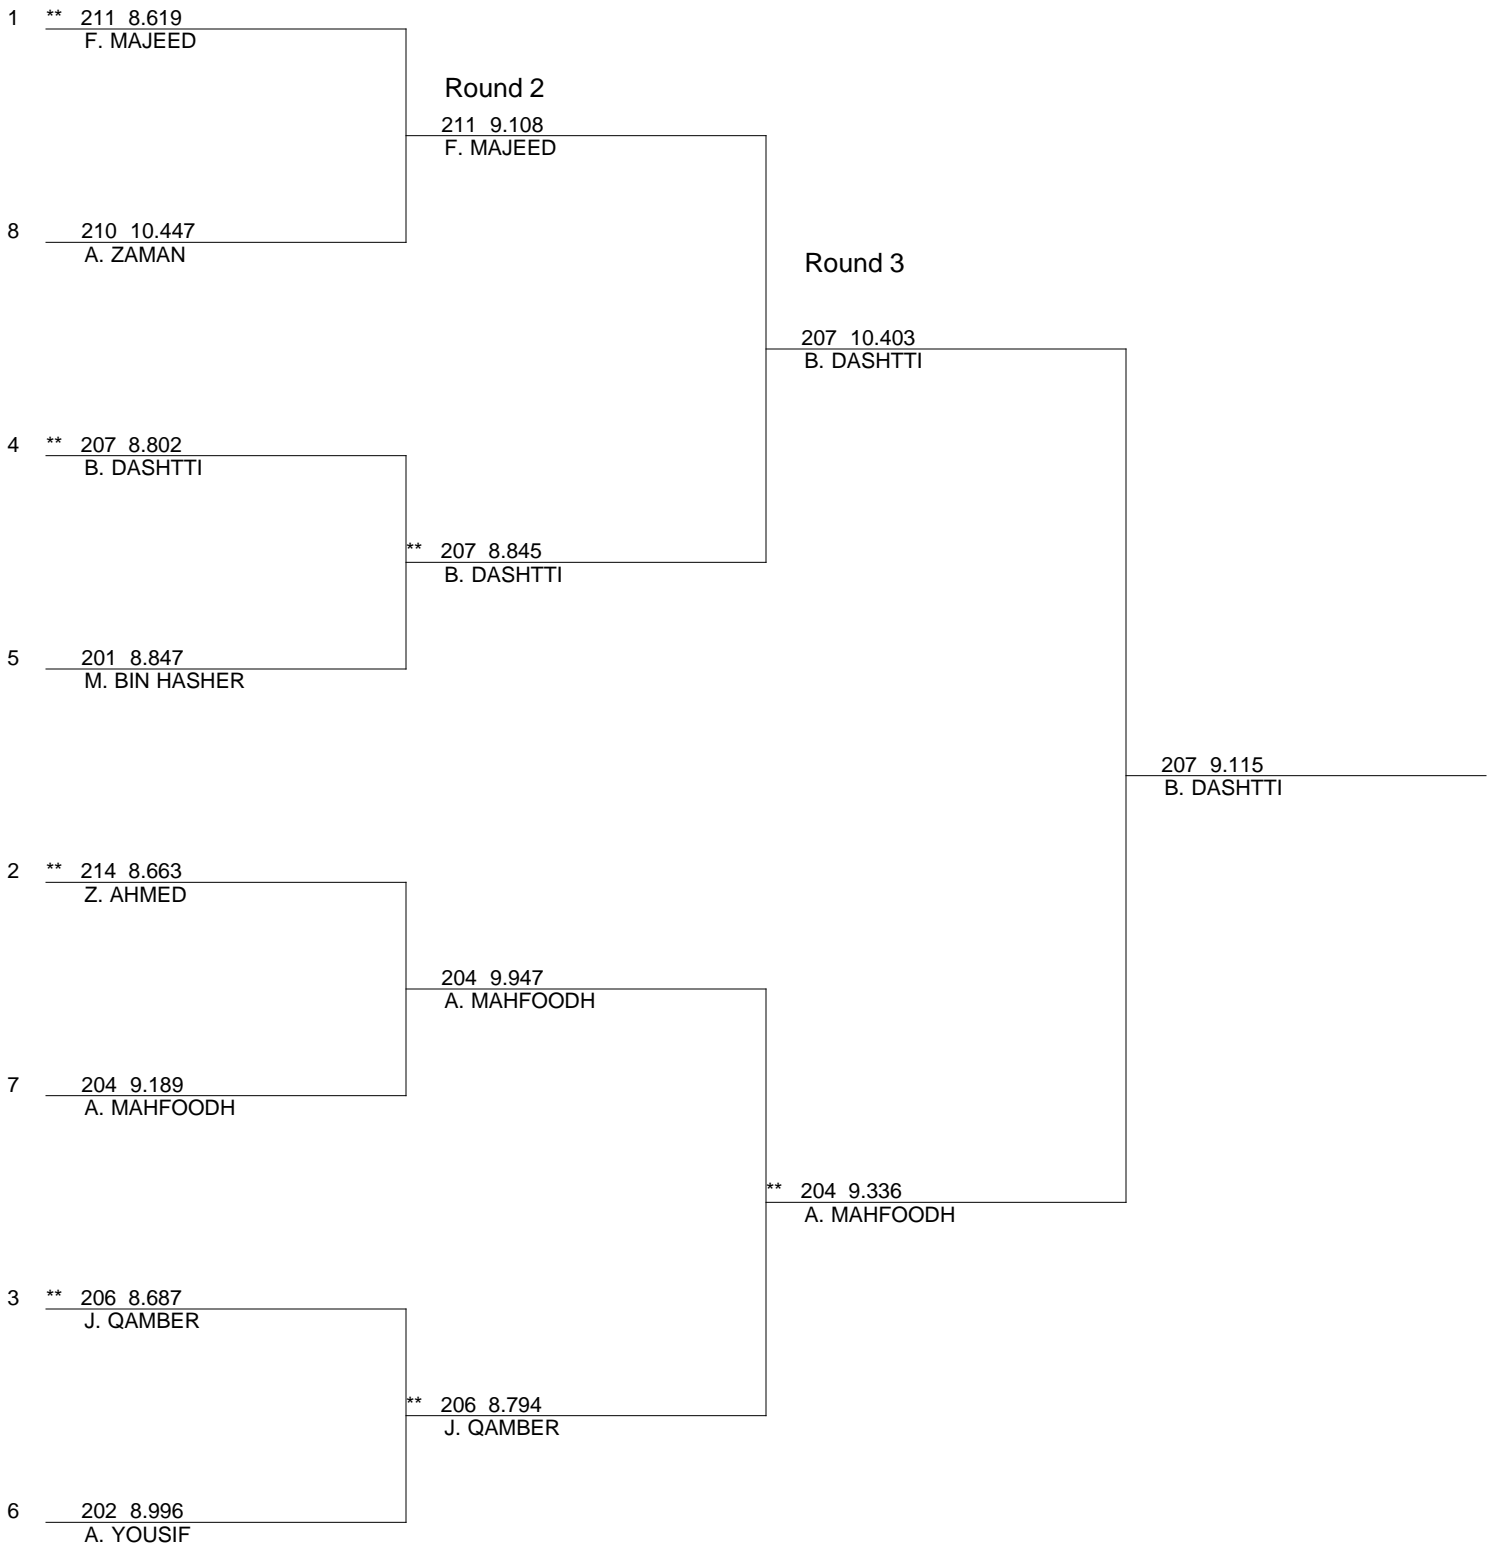 1 ** 211 8.619
F. MAJEED
Round 2
211 9.108
F. MAJEED
8 210 10.447
A. ZAMAN
Round 3
207 10.403
B. DASHTTI
4 ** 207 8.802
B. DASHTTI
** 207 8.845
B. DASHTTI
5 201 8.847
M. BIN HASHER
207 9.115
B. DASHTTI
2 ** 214 8.663
Z. AHMED
204 9.947
A. MAHFOODH
7 204 9.189
A. MAHFOODH
** 204 9.336
A. MAHFOODH
3 ** 206 8.687
J. QAMBER
** 206 8.794
J. QAMBER
6 202 8.996
A. YOUSIF